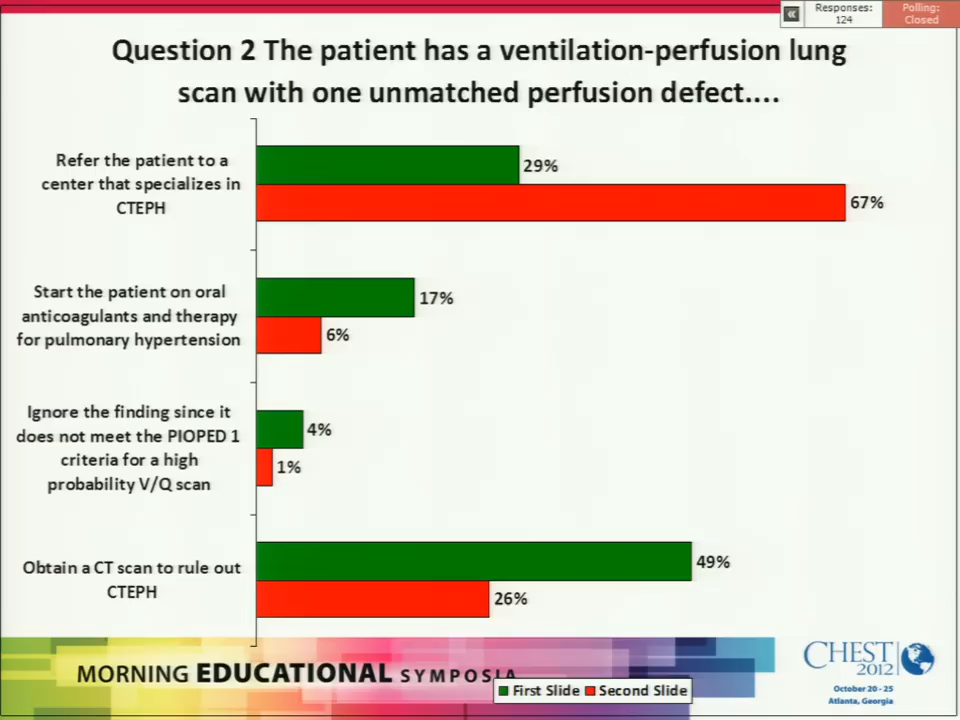 Responses:
124
Polling:
Closed
Question 2 The patient has a ventilation-perfusion lung
scan with one unmatched perfusion defect....
Refer the patient to a
center that specializes in
CTEPH
29%
67%
Start the patient on oral
anticoagulants and therapy
for pulmonary hypertension
17%
6%
Ignore the finding since it
does not meet the PIOPED 1
criteria for a high
probability V/Q scan
4%
1%
Obtain a CT scan to rule out
CTEPH
49%
26%
MORNING EDUCATIONAL SYMPOSIA
First Slide Second Slide
CHEST
2012
October 20 - 25
Atlanta, Georgia